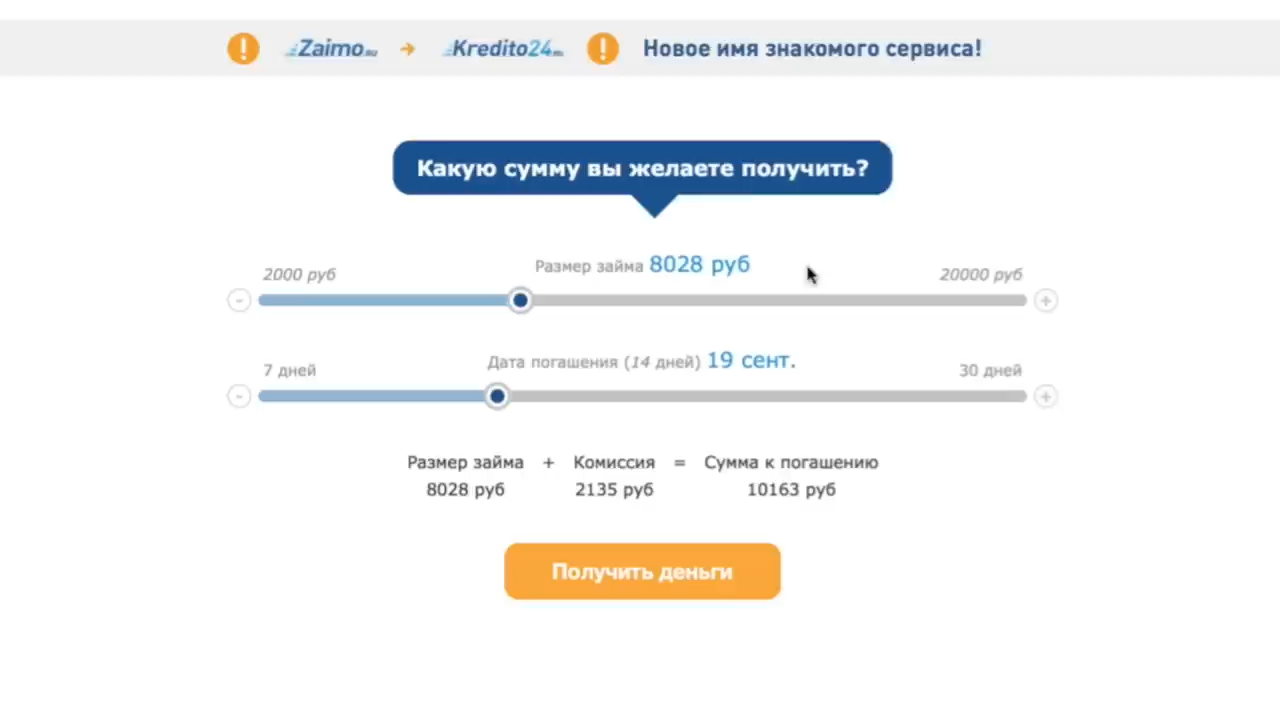 Zaimo.ru → Kredito24.ru Новое имя знакомого сервиса!
Какую сумму вы желаете получить?
Размер займа 8028 руб
2000 руб 20000 руб
Дата погашения (14 дней) 19 сент.
7 дней 30 дней
Размер займа + Комиссия = Сумма к погашению
8028 руб 2135 руб 10163 руб
Получить деньги